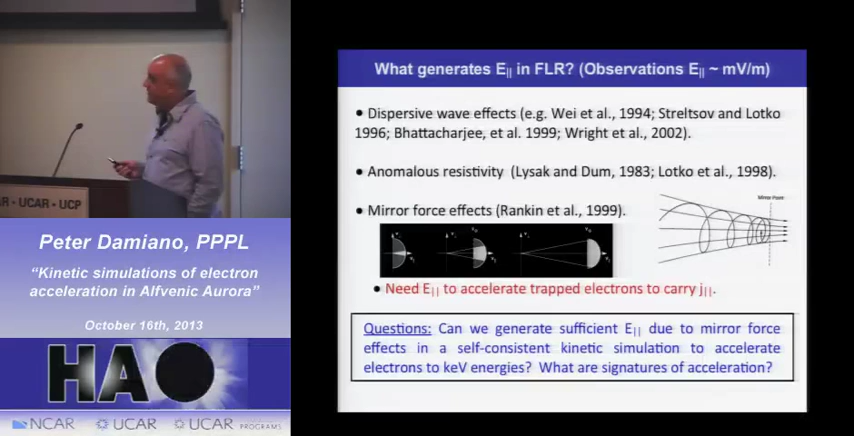 What generates E|| in FLR? (Observations E|| ~ mV/m)
• Dispersive wave effects (e.g. Wei et al., 1994; Streltsov and Lotko
1996; Bhattacharjee, et al. 1999; Wright et al., 2002).
• Anomalous resistivity (Lysak and Dum, 1983; Lotko et al., 1998).
• Mirror force effects (Rankin et al., 1999).
Mirror Point
• Need E|| to accelerate trapped electrons to carry j||.
Questions: Can we generate sufficient E|| due to mirror force
effects in a self-consistent kinetic simulation to accelerate
electrons to keV energies? What are signatures of acceleration?
AR - UCAR - UCP
Peter Damiano, PPPL
“Kinetic simulations of electron
acceleration in Alfvenic Aurora”
October 16th, 2013
HAO
NCAR UCAR UCAR PROGRAMS